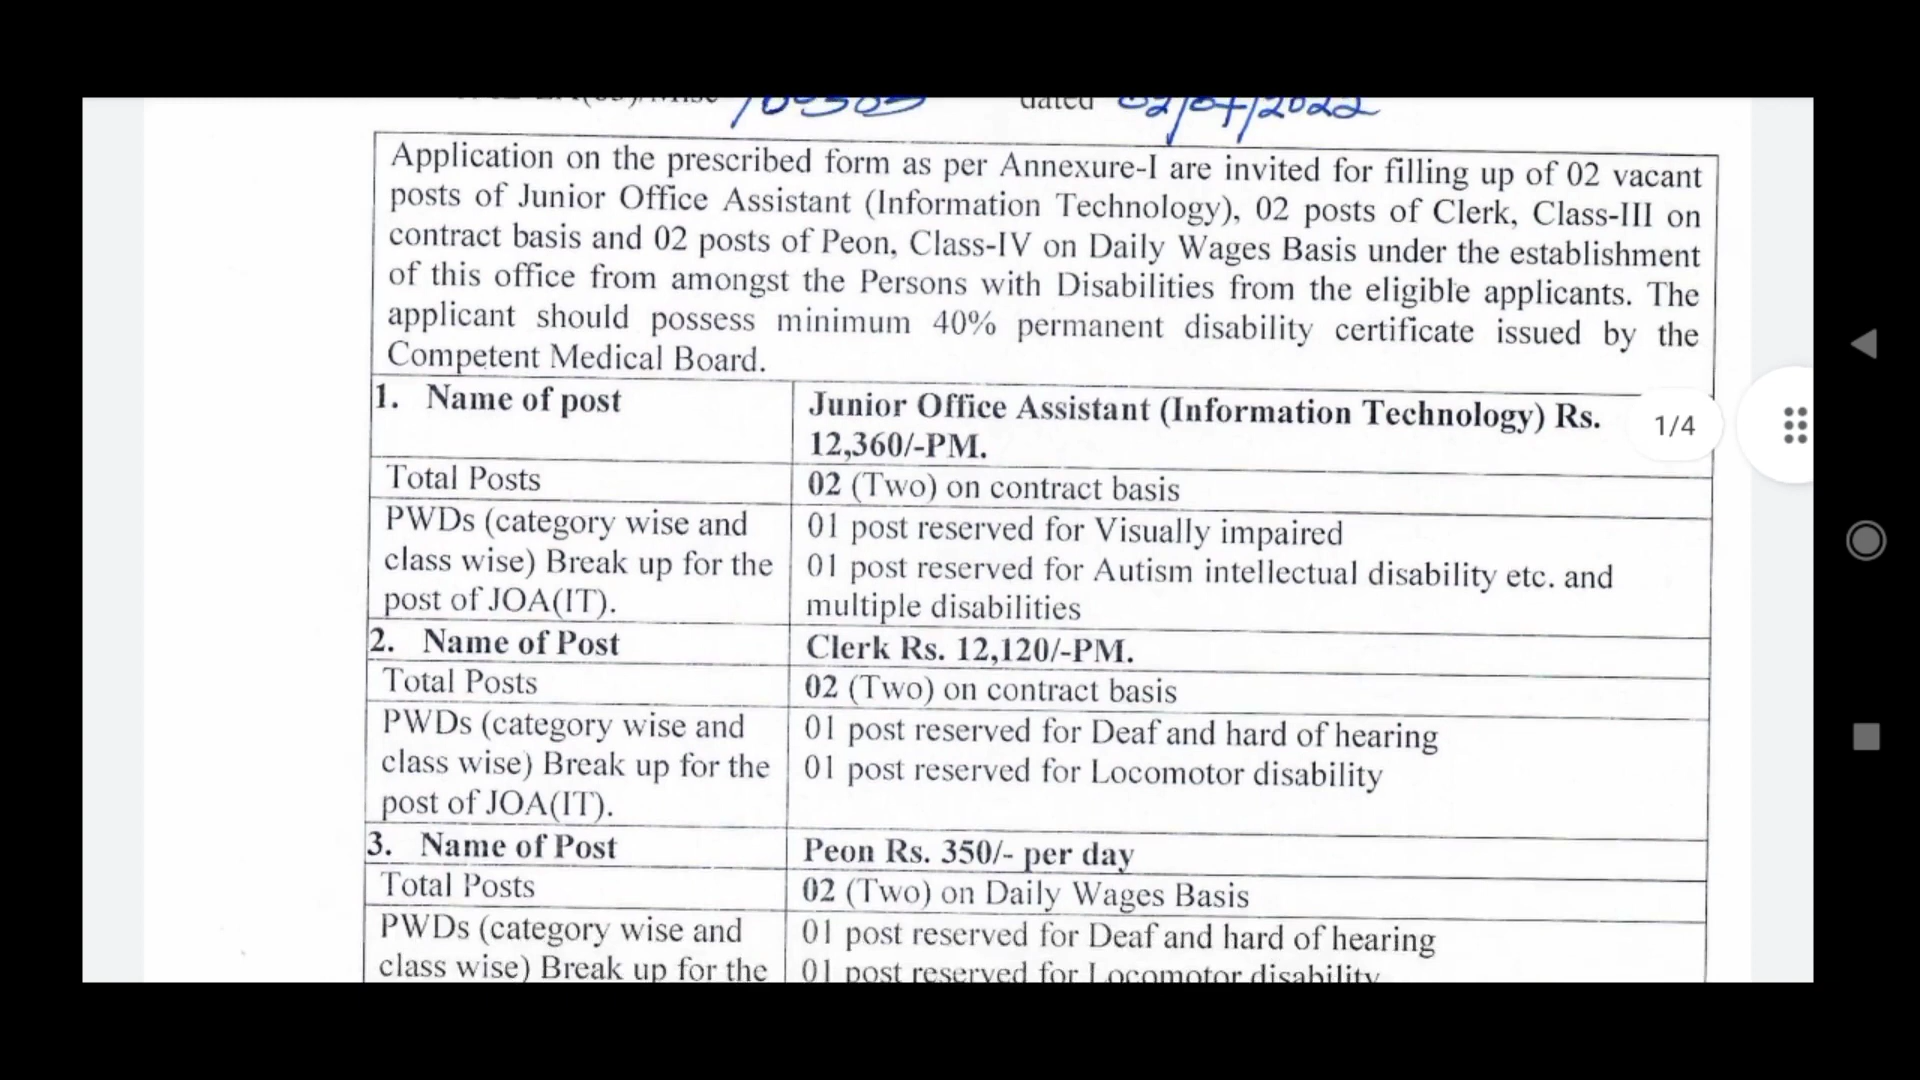 dated 02/07/2022
Application on the prescribed form as per Annexure-I are invited for filling up of 02 vacant
posts of Junior Office Assistant (Information Technology), 02 posts of Clerk, Class-III on
contract basis and 02 posts of Peon, Class-IV on Daily Wages Basis under the establishment
of this office from amongst the Persons with Disabilities from the eligible applicants. The
applicant should possess minimum 40% permanent disability certificate issued by the
Competent Medical Board.
1. Name of post
Junior Office Assistant (Information Technology) Rs.
12,360/-PM.
1/4
Total Posts
02 (Two) on contract basis
PWDs (category wise and
class wise) Break up for the
post of JOA(IT).
01 post reserved for Visually impaired
01 post reserved for Autism intellectual disability etc. and
multiple disabilities
2. Name of Post
Clerk Rs. 12,120/-PM.
Total Posts
02 (Two) on contract basis
PWDs (category wise and
class wise) Break up for the
post of JOA(IT).
01 post reserved for Deaf and hard of hearing
01 post reserved for Locomotor disability
3. Name of Post
Peon Rs. 350/- per day
Total Posts
02 (Two) on Daily Wages Basis
PWDs (category wise and
class wise) Break up for the
01 post reserved for Deaf and hard of hearing
01 post reserved for Locomotor disability